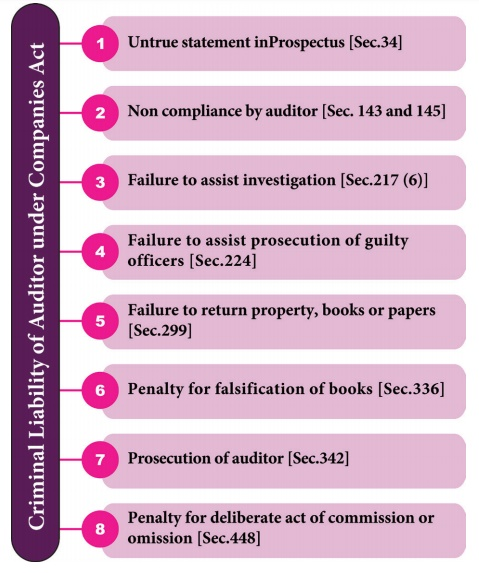 Criminal Liability of Auditor under Companies Act
1
Untrue statement inProspectus [Sec.34]
2
Non compliance by auditor [Sec. 143 and 145]
3
Failure to assist investigation [Sec.217 (6)]
4
Failure to assist prosecution of guilty
officers [Sec.224]
5
Failure to return property, books or papers
[Sec.299]
6
Penalty for falsification of books [Sec.336]
7
Prosecution of auditor [Sec.342]
8
Penalty for deliberate act of commission or
omission [Sec.448]